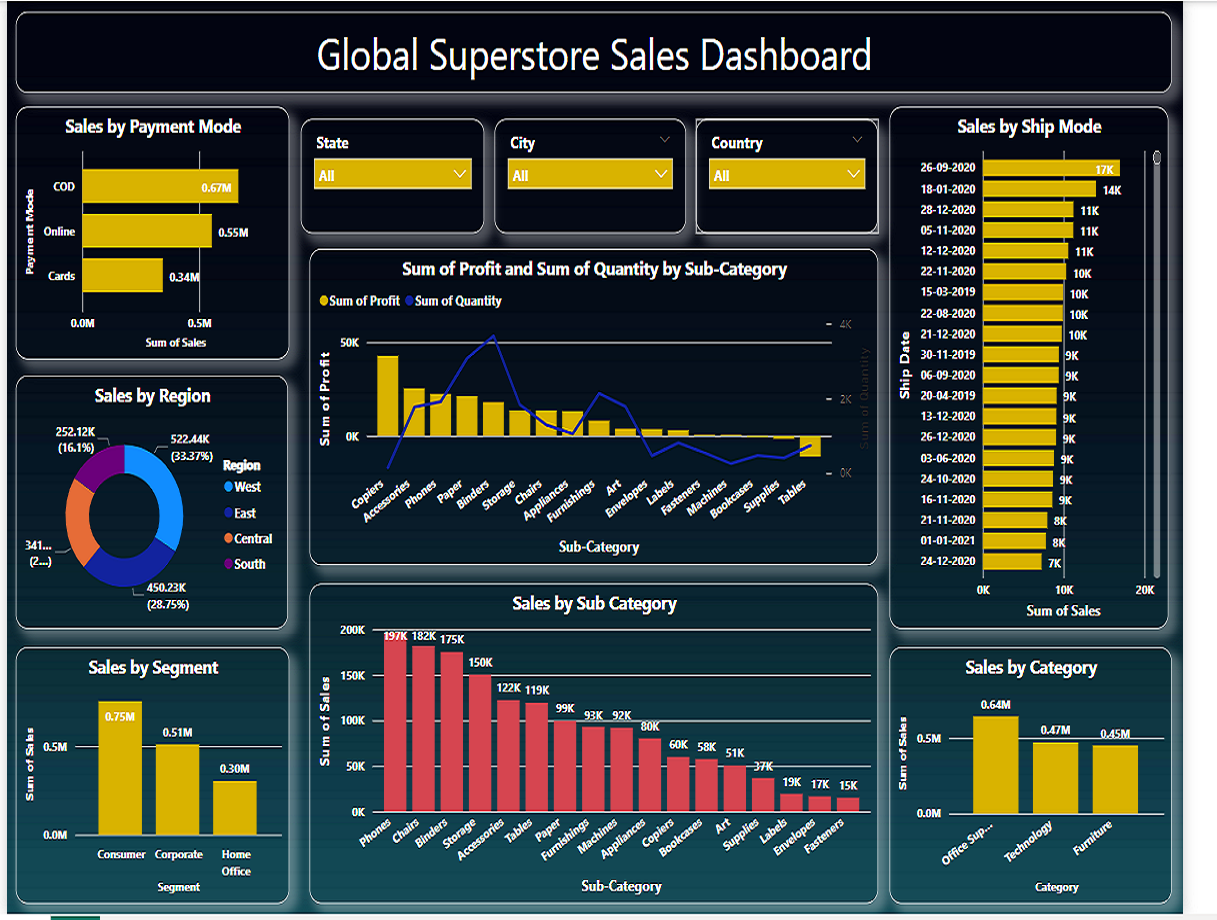 Global Superstore Sales Dashboard
Sales by Payment Mode
Payment Mode
COD
0.67M
Online
0.55M
Cards
0.34M
0.0M
0.5M
Sum of Sales
State
All
City
All
Country
All
Sales by Ship Mode
Ship Date
26-09-2020 17K
18-01-2020 14K
28-12-2020 11K
05-11-2020 11K
12-12-2020 11K
22-11-2020 10K
15-03-2019 10K
22-08-2020 10K
21-12-2020 10K
30-11-2019 9K
06-09-2020 9K
20-04-2019 9K
13-12-2020 9K
26-12-2020 9K
03-06-2020 9K
24-10-2020 9K
16-11-2020 9K
21-11-2020 8K
01-01-2021 8K
24-12-2020 7K
0K 10K 20K
Sum of Sales
Sum of Profit and Sum of Quantity by Sub-Category
Sum of Profit Sum of Quantity
Sum of Profit
50K
0K
4K
2K
0K
Sum of Quantity
Copiers
Accessories
Phones
Paper
Binders
Storage
Chairs
Appliances
Furnishings
Art
Envelopes
Labels
Fasteners
Machines
Bookcases
Supplies
Tables
Sub-Category
Sales by Region
252.12K
(16.1%)
522.44K
(33.37%)
341...
(2...)
450.23K
(28.75%)
Region
West
East
Central
South
Sales by Sub Category
Sum of Sales
200K
150K
100K
50K
0K
197K 182K 175K 150K 122K 119K 99K 93K 92K 80K 60K 58K 51K 37K 19K 17K 15K
Phones
Chairs
Binders
Storage
Accessories
Tables
Paper
Furnishings
Machines
Appliances
Copiers
Bookcases
Art
Supplies
Labels
Envelopes
Fasteners
Sub-Category
Sales by Segment
Sum of Sales
0.5M
0.0M
0.75M
0.51M
0.30M
Consumer Corporate Home
Office
Segment
Sales by Category
Sum of Sales
0.5M
0.0M
0.64M
0.47M
0.45M
Office Sup...
Technology
Furniture
Category